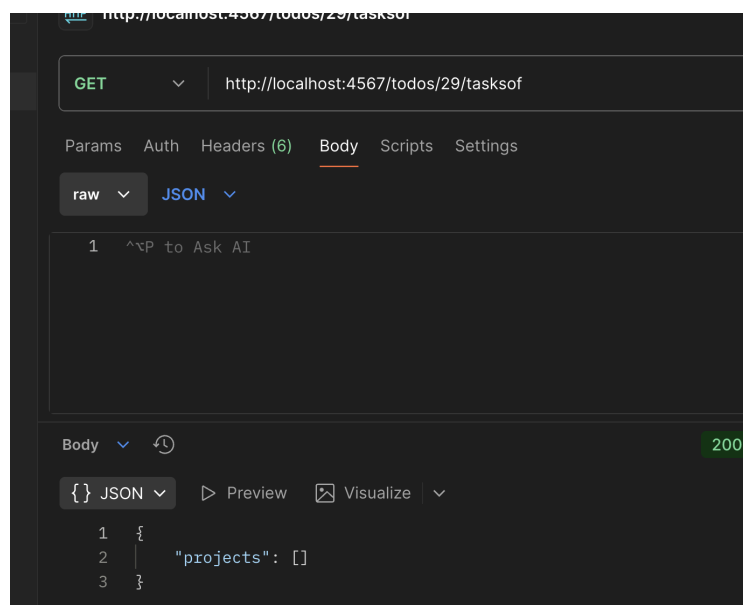 HTTP http://localhost:4567/todos/29/tasksof
GET http://localhost:4567/todos/29/tasksof
Params Auth Headers (6) Body Scripts Settings
raw JSON
1 ^⌥P to Ask AI
Body 200
{} JSON Preview Visualize
1 {
2 "projects": []
3 }